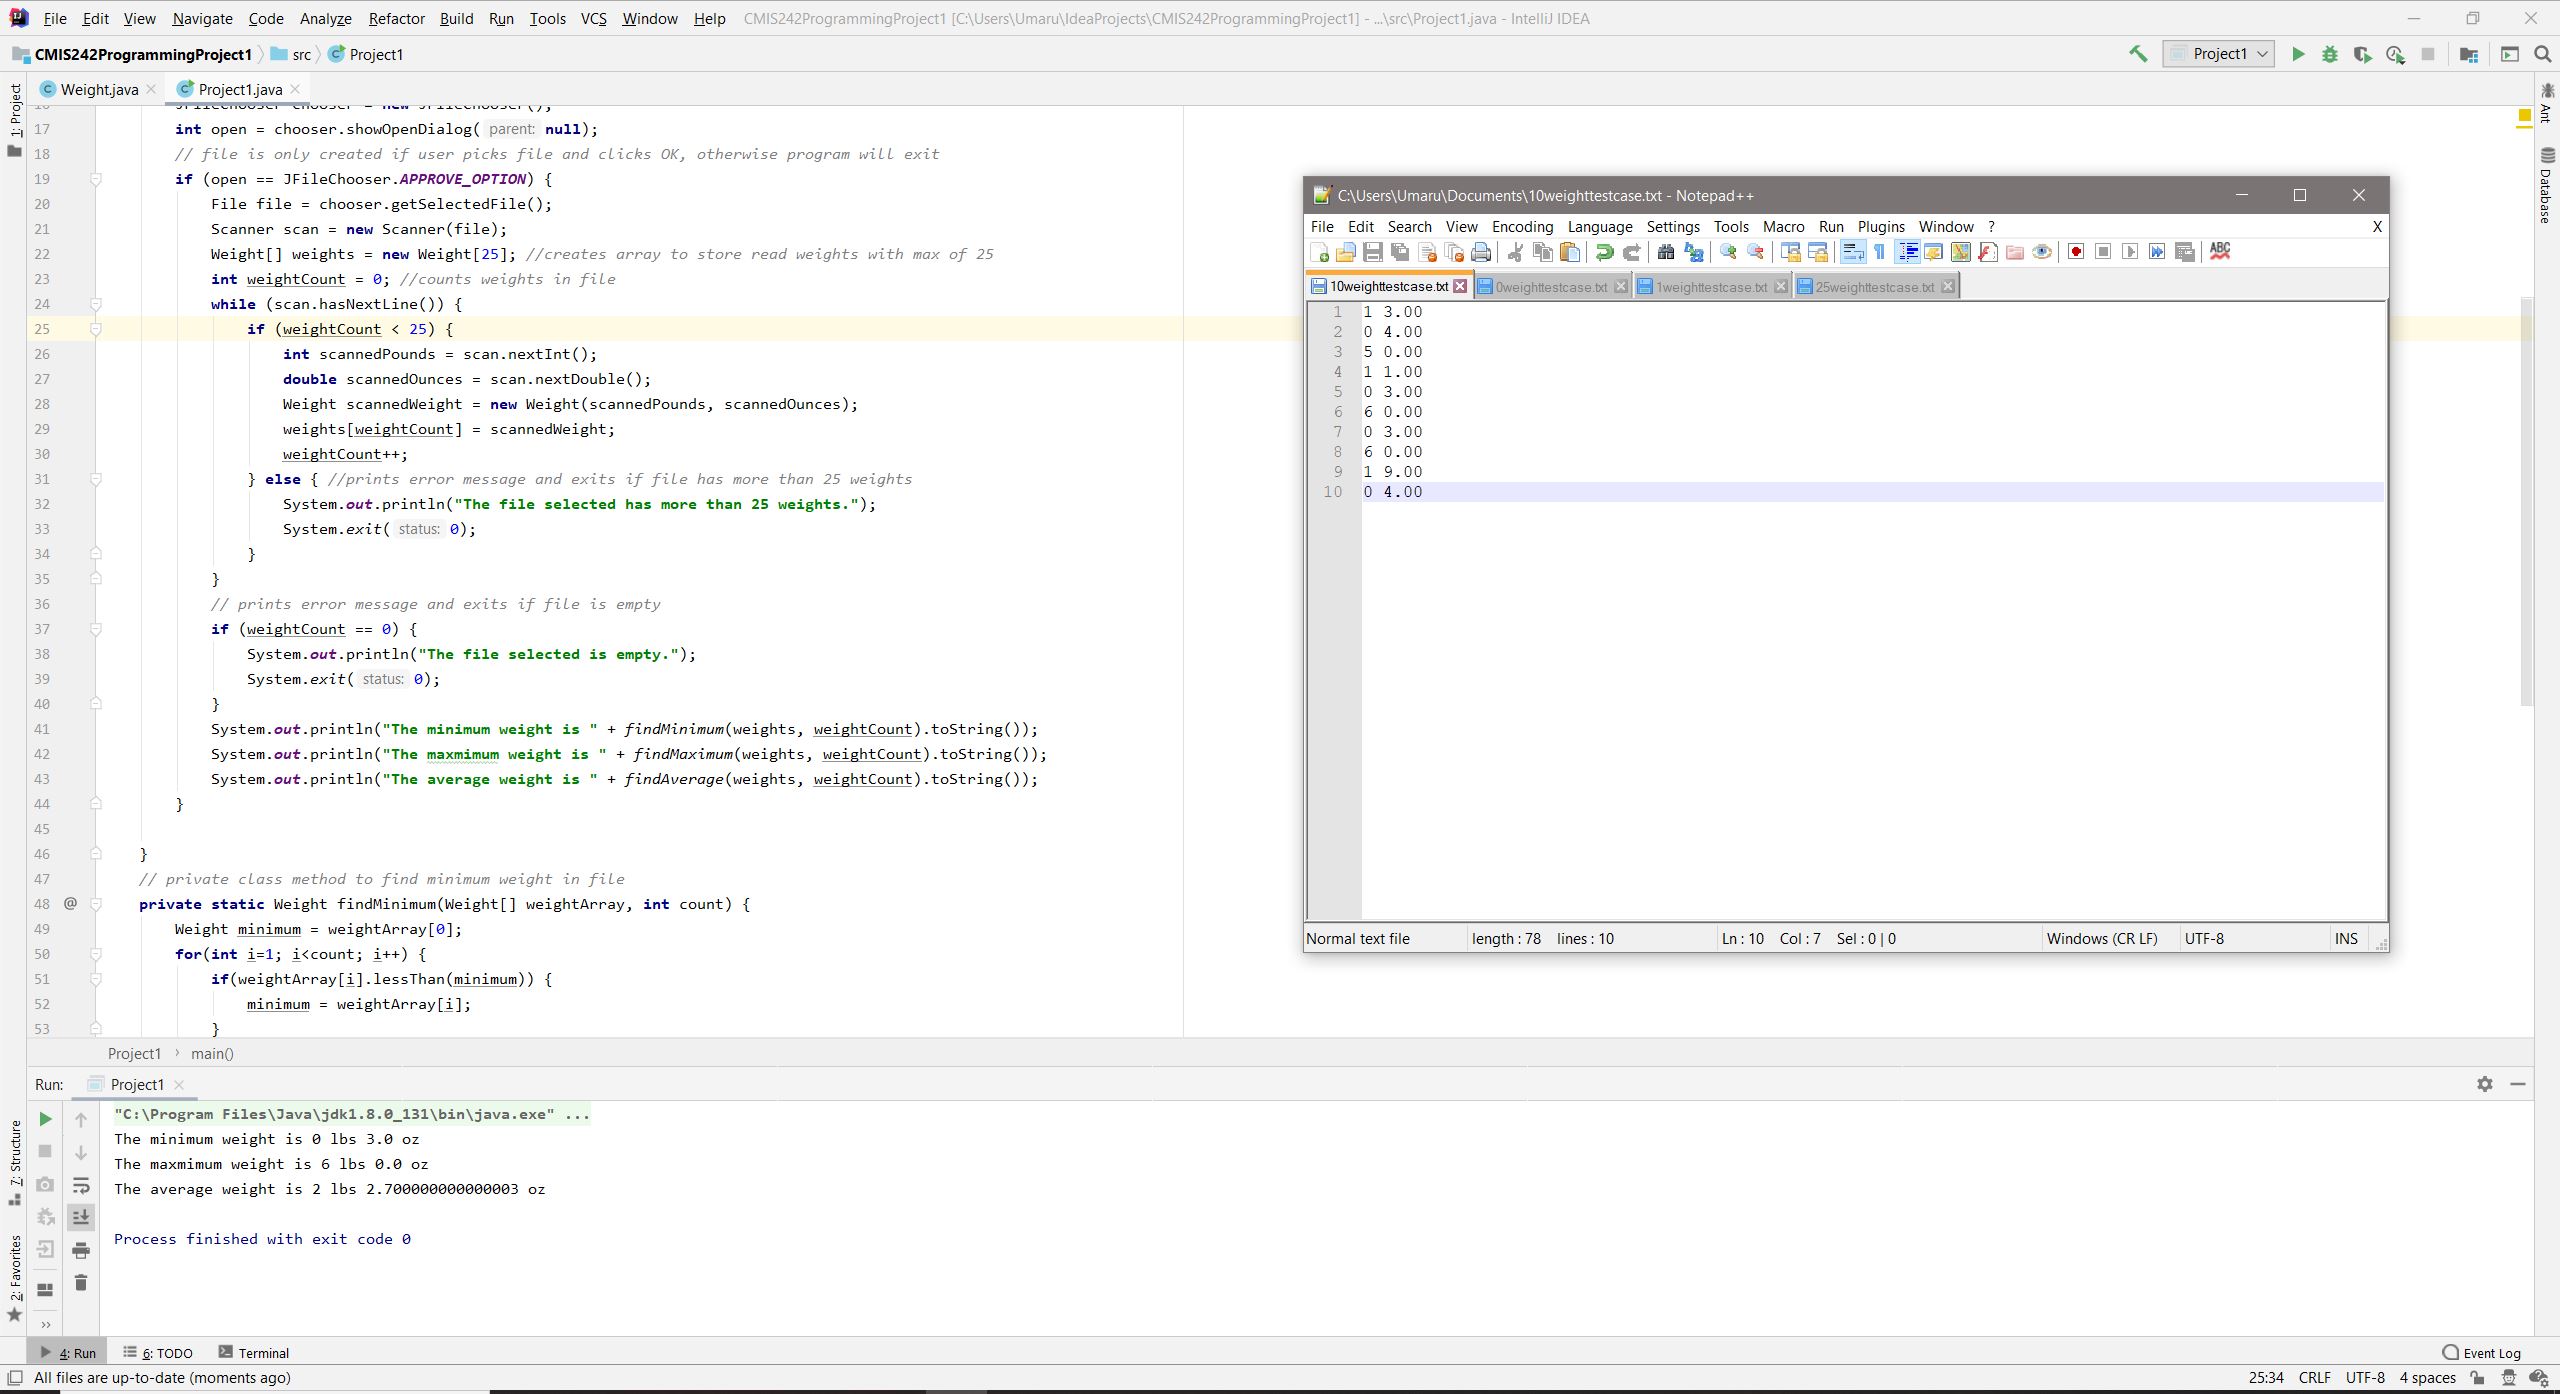 File Edit View Navigate Code Analyze Refactor Build Run Tools VCS Window Help CMIS242ProgrammingProject1 [C:\Users\Umaru\IdeaProjects\CMIS242ProgrammingProject1] - ...\src\Project1.java - IntelliJ IDEA
CMIS242ProgrammingProject1 src Project1
Project1
Weight.java Project1.java
1: Project
7: Structure
2: Favorites
Ant
Database
17 int open = chooser.showOpenDialog( parent: null);
18 // file is only created if user picks file and clicks OK, otherwise program will exit
19 if (open == JFileChooser.APPROVE_OPTION) {
20 File file = chooser.getSelectedFile();
21 Scanner scan = new Scanner(file);
22 Weight[] weights = new Weight[25]; //creates array to store read weights with max of 25
23 int weightCount = 0; //counts weights in file
24 while (scan.hasNextLine()) {
25 if (weightCount < 25) {
26 int scannedPounds = scan.nextInt();
27 double scannedOunces = scan.nextDouble();
28 Weight scannedWeight = new Weight(scannedPounds, scannedOunces);
29 weights[weightCount] = scannedWeight;
30 weightCount++;
31 } else { //prints error message and exits if file has more than 25 weights
32 System.out.println("The file selected has more than 25 weights.");
33 System.exit( status: 0);
34 }
35 }
36 // prints error message and exits if file is empty
37 if (weightCount == 0) {
38 System.out.println("The file selected is empty.");
39 System.exit( status: 0);
40 }
41 System.out.println("The minimum weight is " + findMinimum(weights, weightCount).toString());
42 System.out.println("The maxmimum weight is " + findMaximum(weights, weightCount).toString());
43 System.out.println("The average weight is " + findAverage(weights, weightCount).toString());
44 }
45
46 }
47 // private class method to find minimum weight in file
48 @ private static Weight findMinimum(Weight[] weightArray, int count) {
49 Weight minimum = weightArray[0];
50 for(int i=1; i<count; i++) {
51 if(weightArray[i].lessThan(minimum)) {
52 minimum = weightArray[i];
53 }
Project1 › main()
C:\Users\Umaru\Documents\10weighttestcase.txt - Notepad++
File Edit Search View Encoding Language Settings Tools Macro Run Plugins Window ? X
ABC
10weighttestcase.txt 0weighttestcase.txt 1weighttestcase.txt 25weighttestcase.txt
1 1 3.00
2 0 4.00
3 5 0.00
4 1 1.00
5 0 3.00
6 6 0.00
7 0 3.00
8 6 0.00
9 1 9.00
10 0 4.00
Normal text file length : 78 lines : 10 Ln : 10 Col : 7 Sel : 0 | 0 Windows (CR LF) UTF-8 INS
Run: Project1
"C:\Program Files\Java\jdk1.8.0_131\bin\java.exe" ...
The minimum weight is 0 lbs 3.0 oz
The maxmimum weight is 6 lbs 0.0 oz
The average weight is 2 lbs 2.700000000000003 oz
Process finished with exit code 0
4: Run 6: TODO Terminal Event Log
All files are up-to-date (moments ago) 25:34 CRLF UTF-8 4 spaces